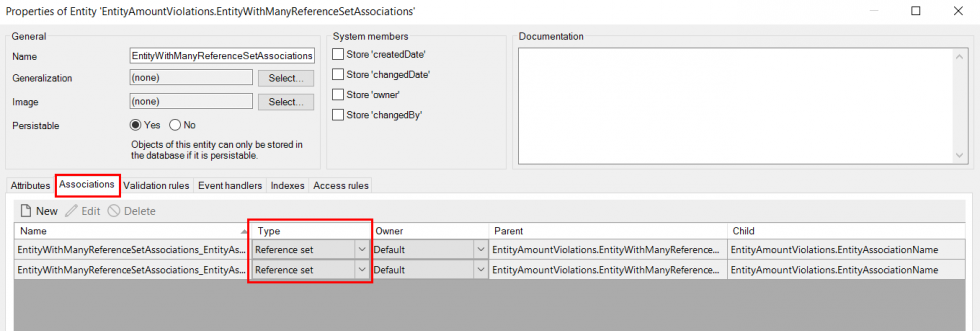 Properties of Entity 'EntityAmountViolations.EntityWithManyReferenceSetAssociations'
General
Name EntityWithManyReferenceSetAssociations
Generalization (none) Select...
Image (none) Select...
Persistable Yes No
Objects of this entity can only be stored in
the database if it is persistable.
System members
Store 'createdDate'
Store 'changedDate'
Store 'owner'
Store 'changedBy'
Documentation
Attributes Associations Validation rules Event handlers Indexes Access rules
New Edit Delete
Name Type Owner Parent Child
EntityWithManyReferenceSetAssociations_EntityAs... Reference set Default EntityAmountViolations.EntityWithManyReference... EntityAmountViolations.EntityAssociationName
EntityWithManyReferenceSetAssociations_EntityAs... Reference set Default EntityAmountViolations.EntityWithManyReference... EntityAmountViolations.EntityAssociationName